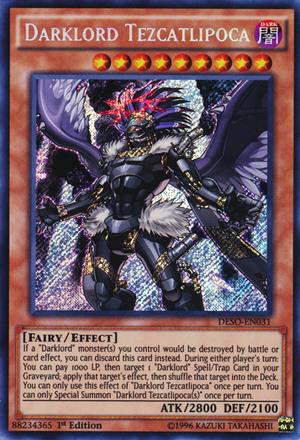 DARKLORD TEZCATLIPOCA
DARK
闇
DESO-EN031
[FAIRY/EFFECT]
If a "Darklord" monster(s) you control would be destroyed by battle or
card effect, you can discard this card instead. During either player's turn:
You can pay 1000 LP, then target 1 "Darklord" Spell/Trap Card in
your Graveyard; apply that target's effect, then shuffle that target into the Deck.
You can only use this effect of "Darklord Tezcatlipoca" once per turn. You
can only Special Summon "Darklord Tezcatlipoca(s)" once per turn.
ATK/2800 DEF/2100
88234365 1st Edition ©1996 KAZUKI TAKAHASHI